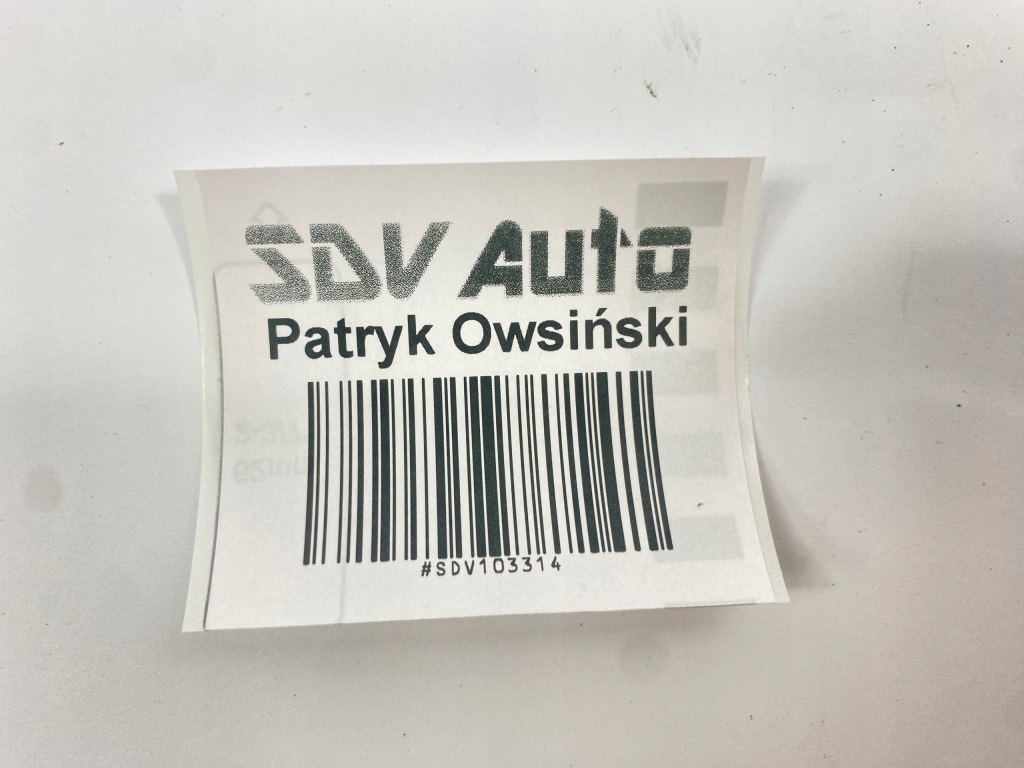 SDV Auto
Patryk Owsiński
#SDV103314